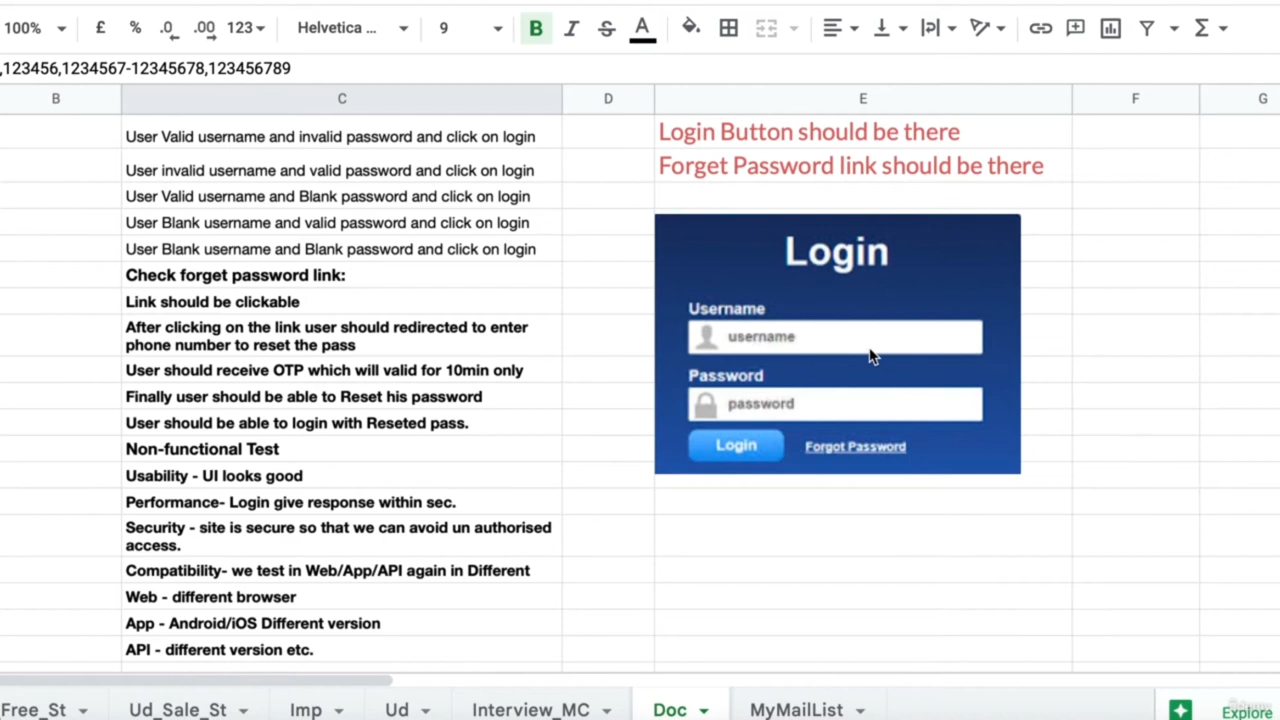 100%
£
%
.0
.00
123
Helvetica ...
9
B
I
S
A
Σ
,123456,1234567-12345678,123456789
B
C
D
E
F
G
User Valid username and invalid password and click on login
User invalid username and valid password and click on login
User Valid username and Blank password and click on login
User Blank username and valid password and click on login
User Blank username and Blank password and click on login
Check forget password link:
Link should be clickable
After clicking on the link user should redirected to enter
phone number to reset the pass
User should receive OTP which will valid for 10min only
Finally user should be able to Reset his password
User should be able to login with Reseted pass.
Non-functional Test
Usability - UI looks good
Performance- Login give response within sec.
Security - site is secure so that we can avoid un authorised
access.
Compatibility- we test in Web/App/API again in Different
Web - different browser
App - Android/iOS Different version
API - different version etc.
Login Button should be there
Forget Password link should be there
Login
Username
username
Password
password
Login
Forgot Password
Free_St
Ud_Sale_St
Imp
Ud
Interview_MC
Doc
MyMailList
Explore